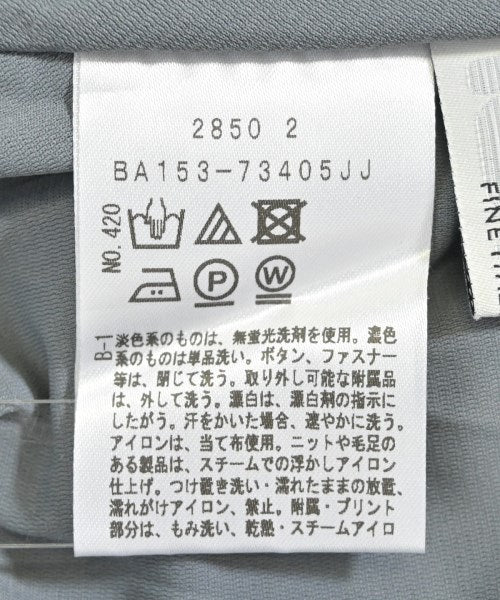 2850 2
BA153-73405JJ
NO.420
P
W
B-1
淡色系のものは、無蛍光洗剤を使用。濃色
系のものは単品洗い。ボタン、ファスナー
等は、閉じて洗う。取り外し可能な附属品
は、外して洗う。漂白は、漂白剤の指示に
したがう。汗をかいた場合、速やかに洗う。
アイロンは、当て布使用。ニットや毛足の
ある製品は、スチームでの浮かしアイロン
仕上げ。つけ置き洗い・濡れたままの放置、
濡れがけアイロン、禁止。附属・プリント
部分は、もみ洗い、乾熱・スチームアイロ
FINE